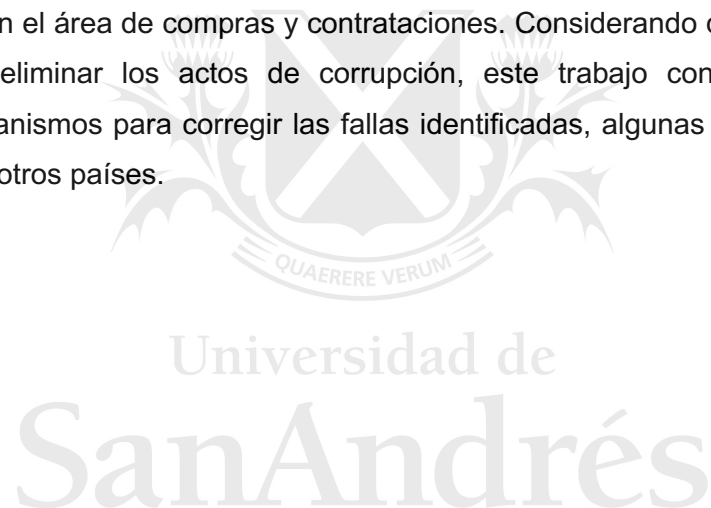 n el área de compras y contrataciones. Considerando
eliminar los actos de corrupción, este trabajo con
anismos para corregir las fallas identificadas, algunas
otros países.
QUAERERE VERUM
Universidad de
SanAndrés